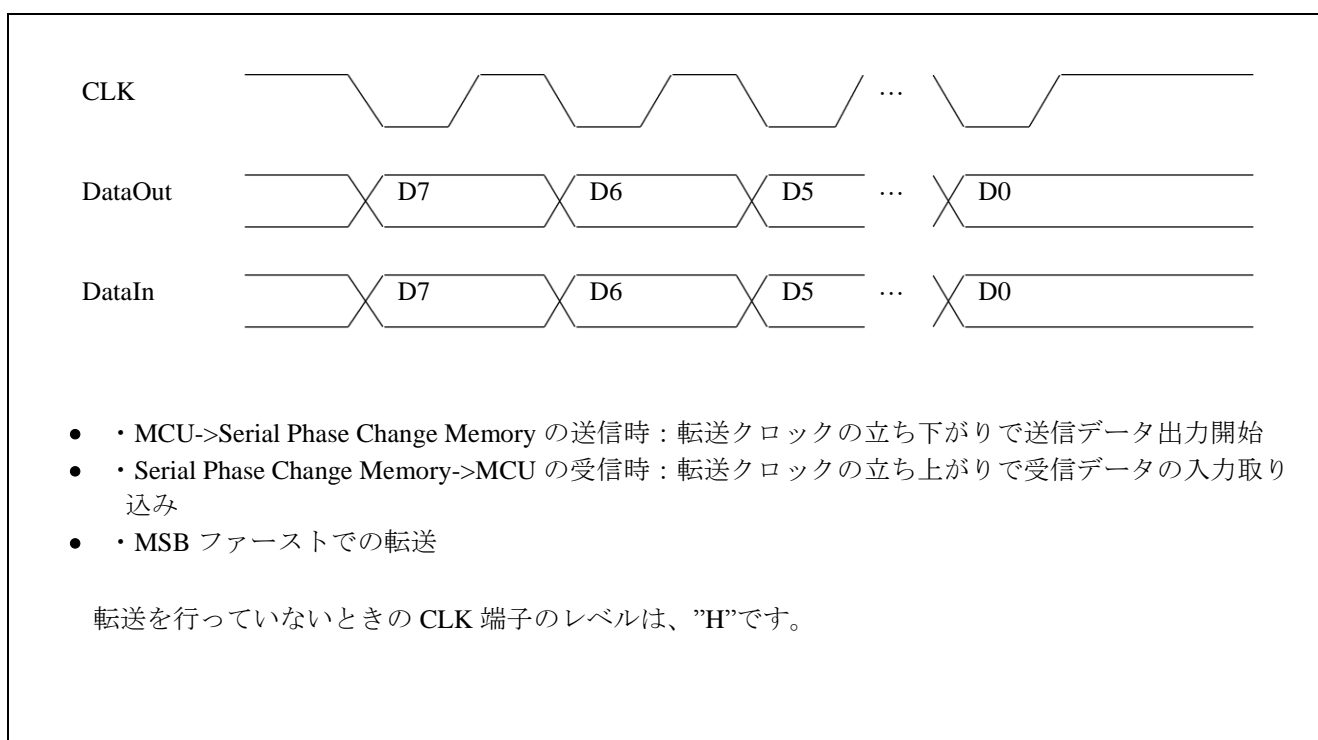 CLK …
DataOut D7 D6 D5 … D0
DataIn D7 D6 D5 … D0
● ・MCU->Serial Phase Change Memory の送信時：転送クロックの立ち下がりで送信データ出力開始
● ・Serial Phase Change Memory->MCU の受信時：転送クロックの立ち上がりで受信データの入力取り
込み
● ・MSB ファーストでの転送
転送を行っていないときの CLK 端子のレベルは、”H”です。